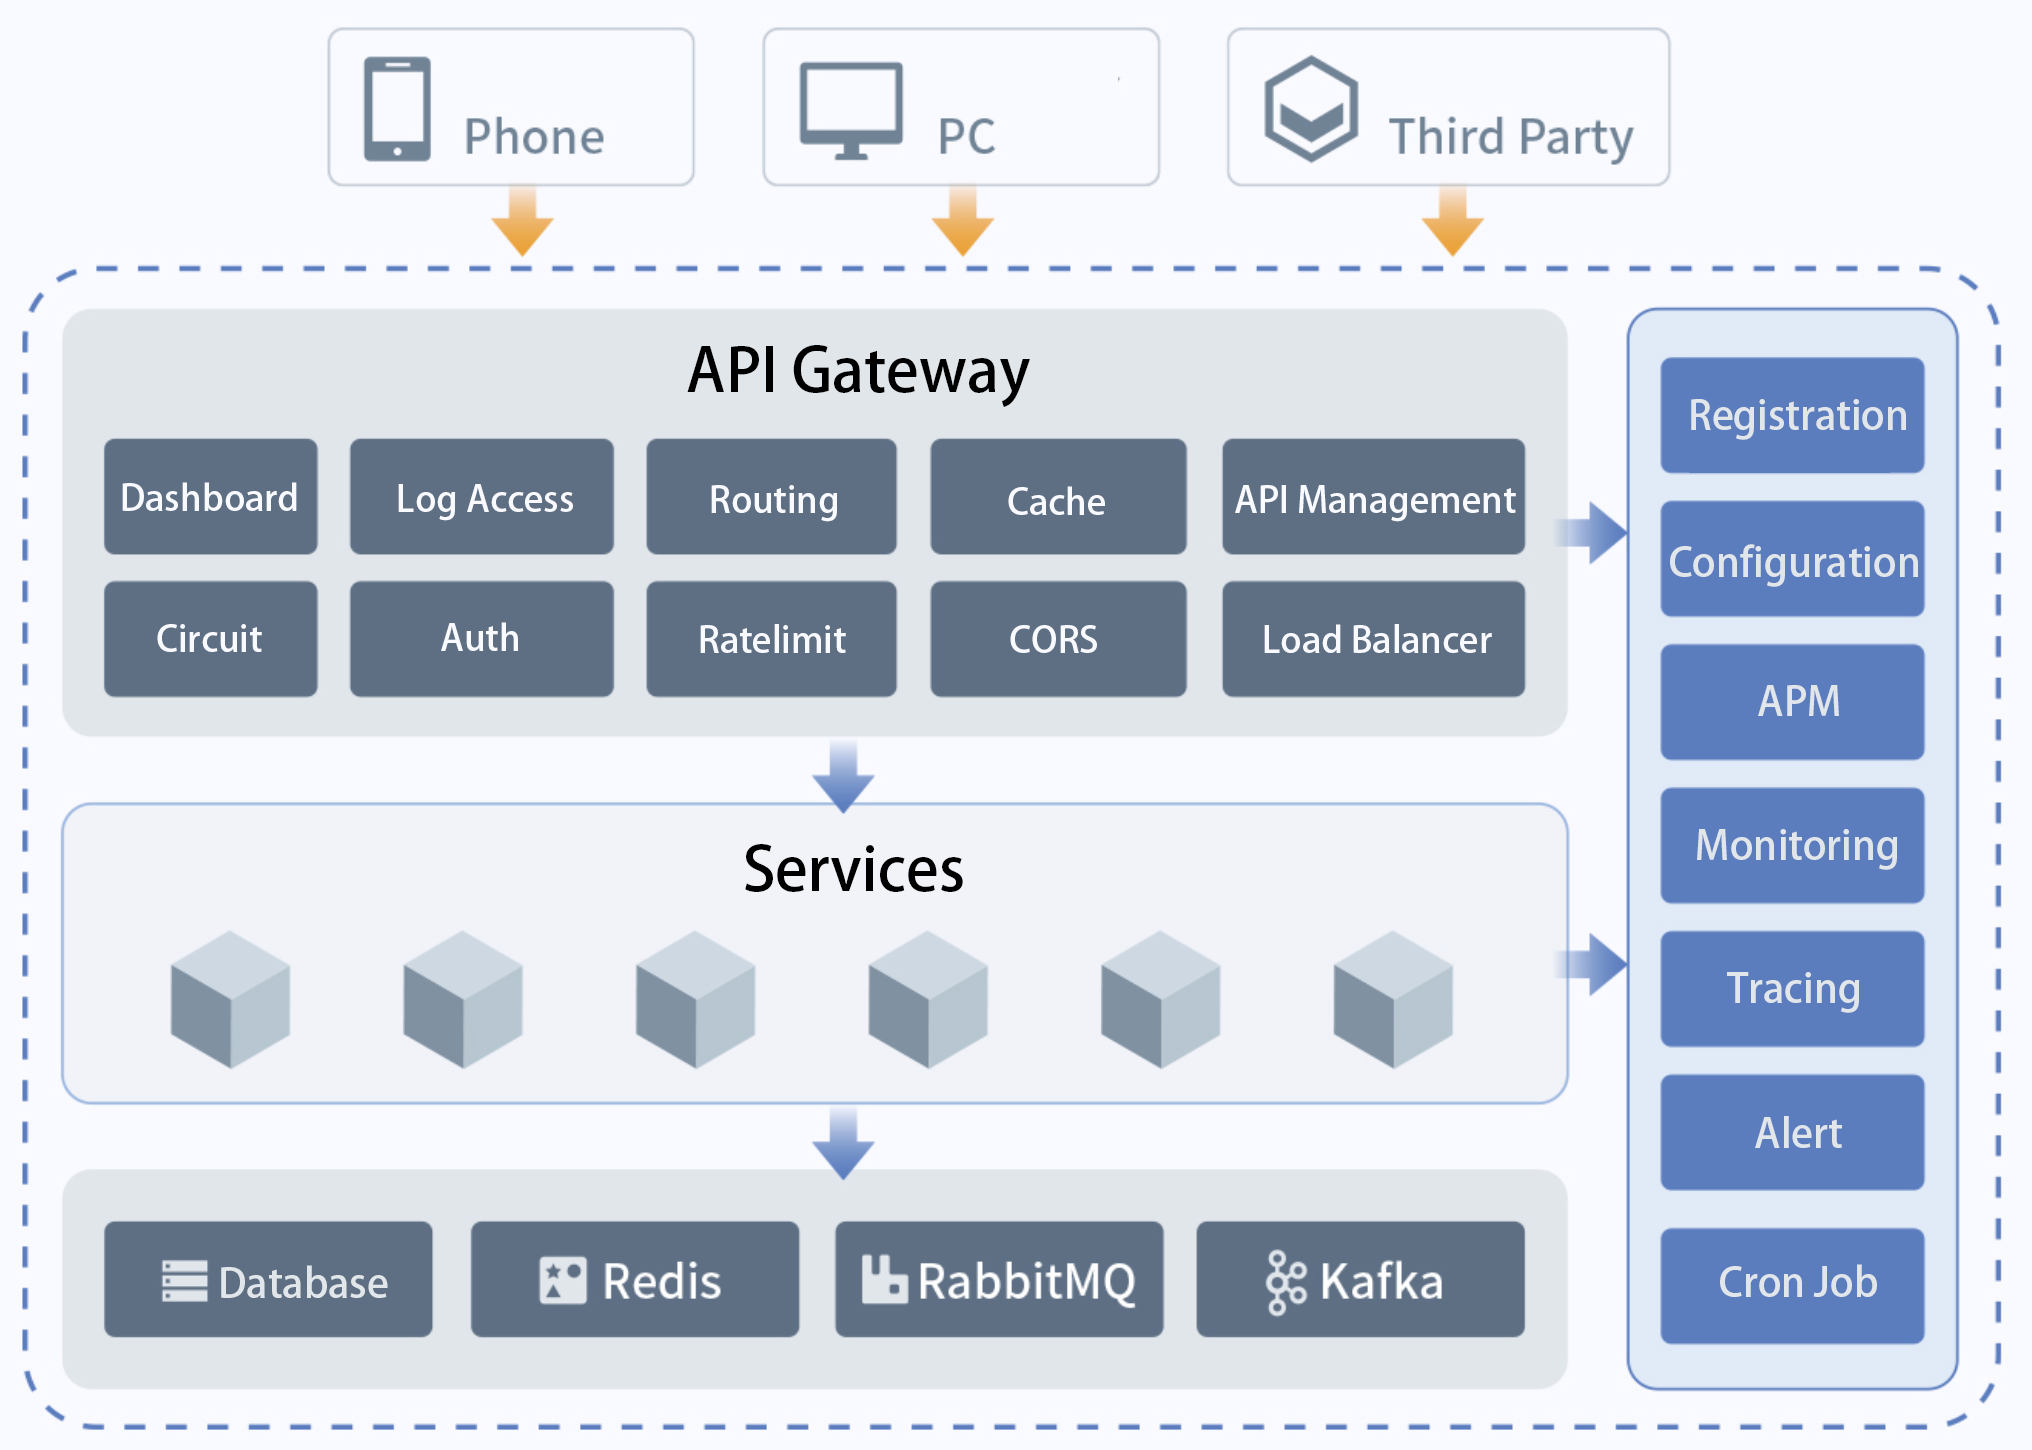 Phone
PC
Third Party
API Gateway
Dashboard
Log Access
Routing
Cache
API Management
Circuit
Auth
Ratelimit
CORS
Load Balancer
Services
Database
Redis
RabbitMQ
Kafka
Registration
Configuration
APM
Monitoring
Tracing
Alert
Cron Job